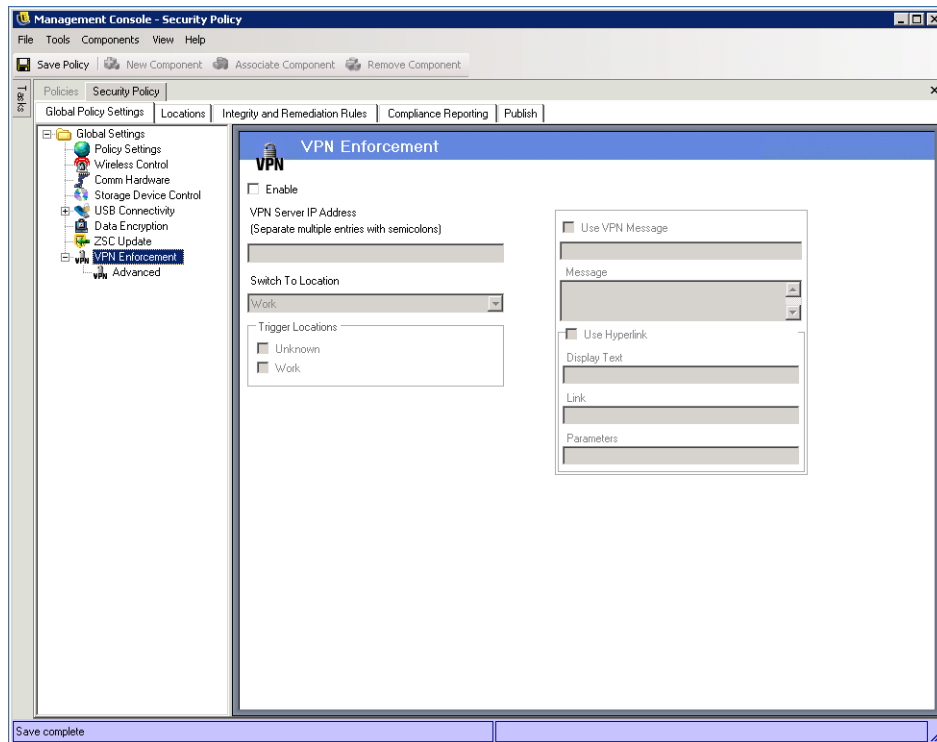 Management Console - Security Policy
File Tools Components View Help
Save Policy New Component Associate Component Remove Component
Tasks
Policies Security Policy
Global Policy Settings Locations Integrity and Remediation Rules Compliance Reporting Publish
Global Settings
Policy Settings
Wireless Control
Comm Hardware
Storage Device Control
USB Connectivity
Data Encryption
ZSC Update
VPN VPN Enforcement
VPN Advanced
VPN
VPN Enforcement
Enable
VPN Server IP Address
(Separate multiple entries with semicolons)
Switch To Location
Work
Trigger Locations
Unknown
Work
Use VPN Message
Message
Use Hyperlink
Display Text
Link
Parameters
Save complete